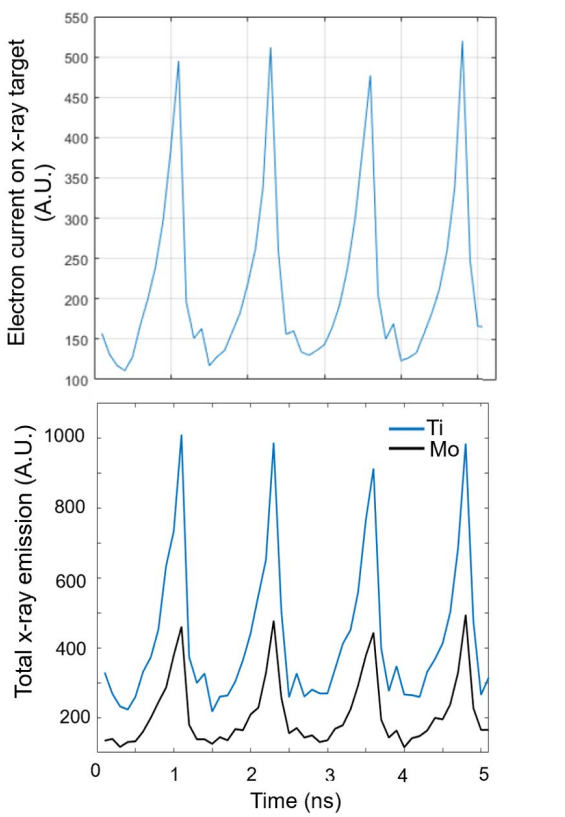 Electron current on x-ray target
(A.U.)
550
500
450
400
350
300
250
200
150
100
Total x-ray emission (A.U.)
1000
800
600
400
200
Ti
Mo
0 1 2 3 4 5
Time (ns)